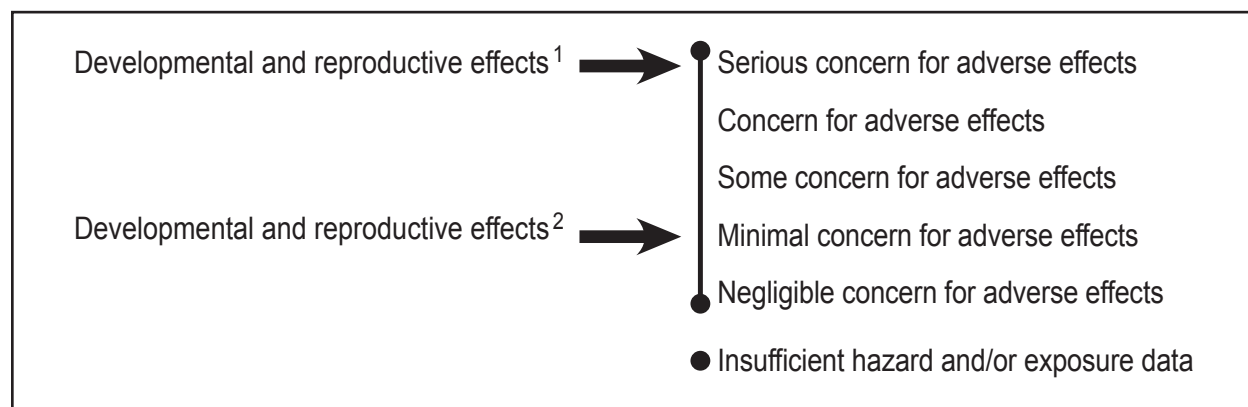 Developmental and reproductive effects¹ Serious concern for adverse effects
Concern for adverse effects
Some concern for adverse effects
Developmental and reproductive effects² Minimal concern for adverse effects
Negligible concern for adverse effects
Insufficient hazard and/or exposure data